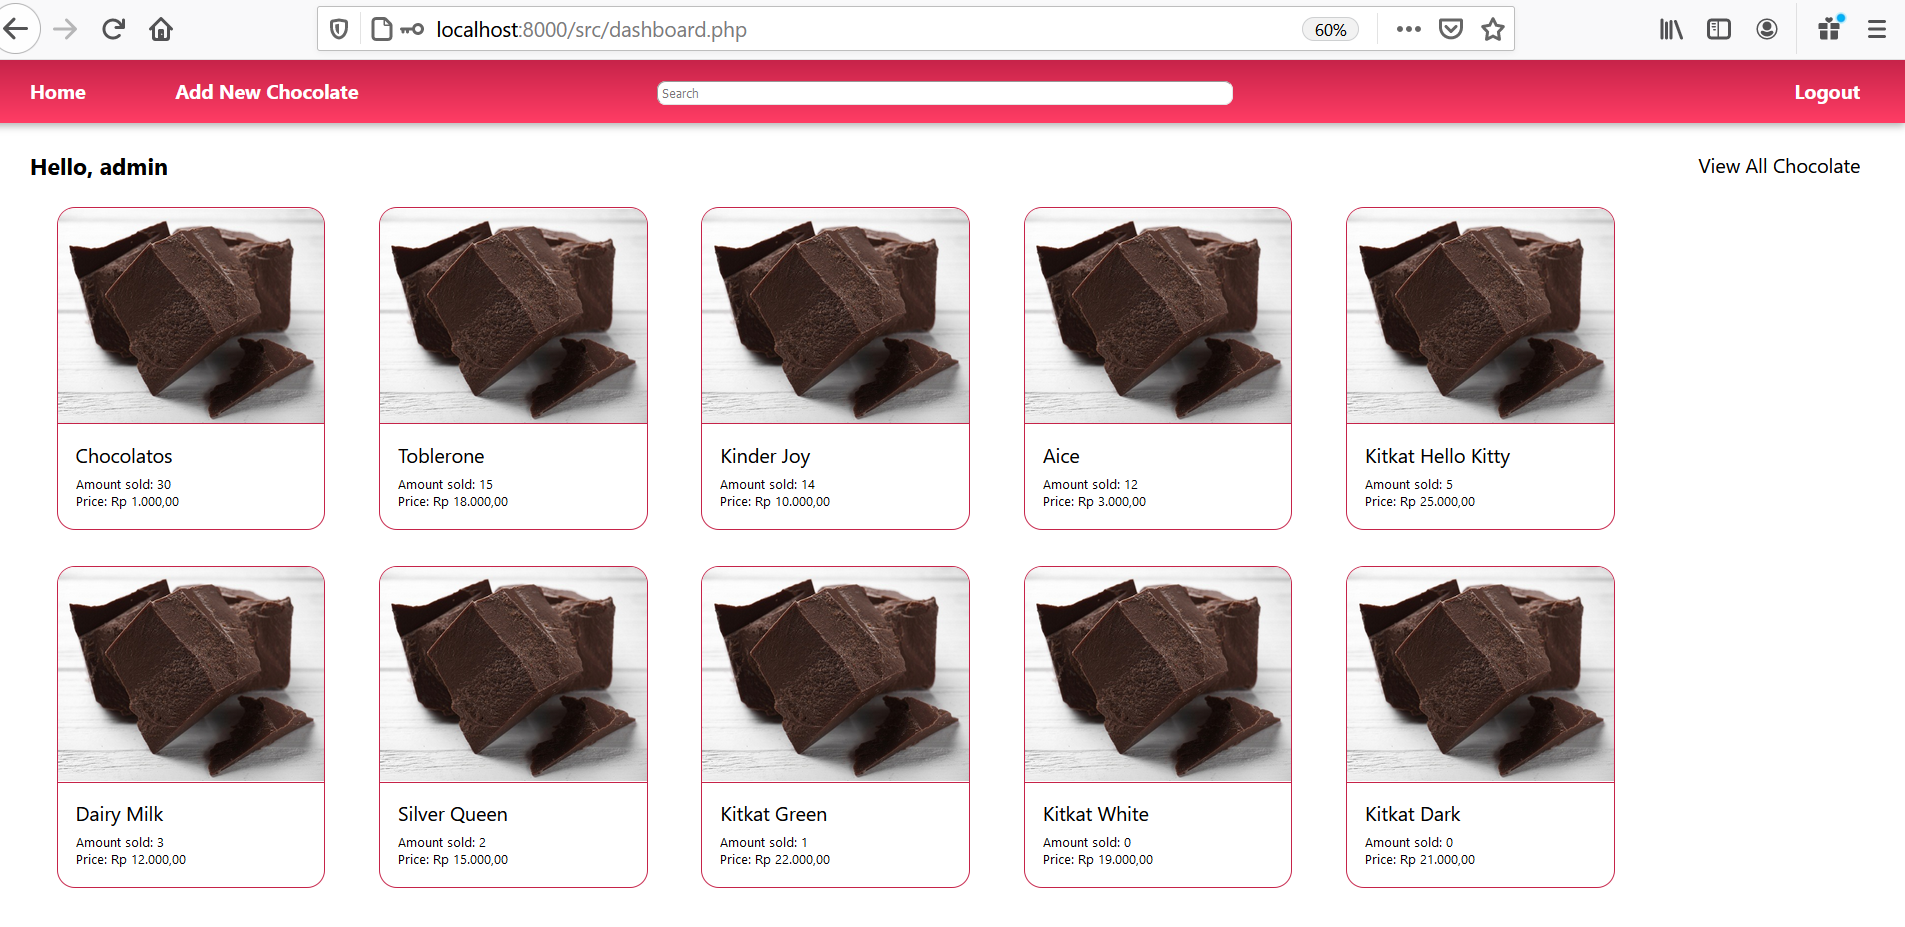 localhost:8000/src/dashboard.php
60%
Home
Add New Chocolate
Search
Logout
Hello, admin
View All Chocolate
Chocolatos
Amount sold: 30
Price: Rp 1.000,00
Toblerone
Amount sold: 15
Price: Rp 18.000,00
Kinder Joy
Amount sold: 14
Price: Rp 10.000,00
Aice
Amount sold: 12
Price: Rp 3.000,00
Kitkat Hello Kitty
Amount sold: 5
Price: Rp 25.000,00
Dairy Milk
Amount sold: 3
Price: Rp 12.000,00
Silver Queen
Amount sold: 2
Price: Rp 15.000,00
Kitkat Green
Amount sold: 1
Price: Rp 22.000,00
Kitkat White
Amount sold: 0
Price: Rp 19.000,00
Kitkat Dark
Amount sold: 0
Price: Rp 21.000,00